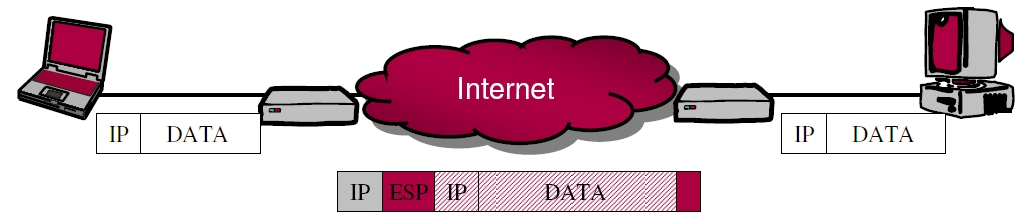 Internet
IP DATA
IP DATA
IP ESP IP DATA